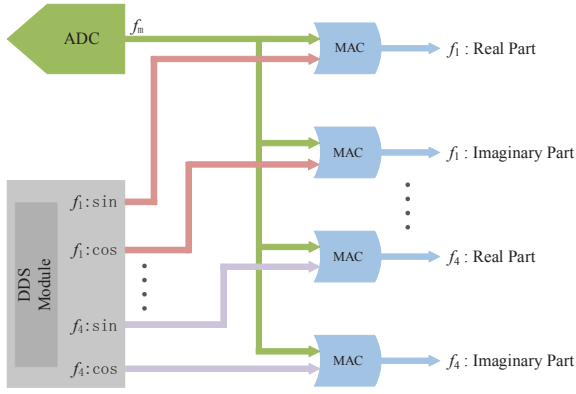 ADC
fm
MAC
f1 : Real Part
MAC
f1 : Imaginary Part
f1:sin
f1:cos
DDS
Module
MAC
f4 : Real Part
f4:sin
MAC
f4 : Imaginary Part
f4:cos